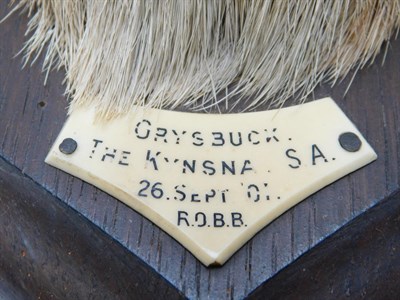 GRYSBUCK.
THE KYNSNA. S.A.
26.SEPT '01.
R.O.B.B.